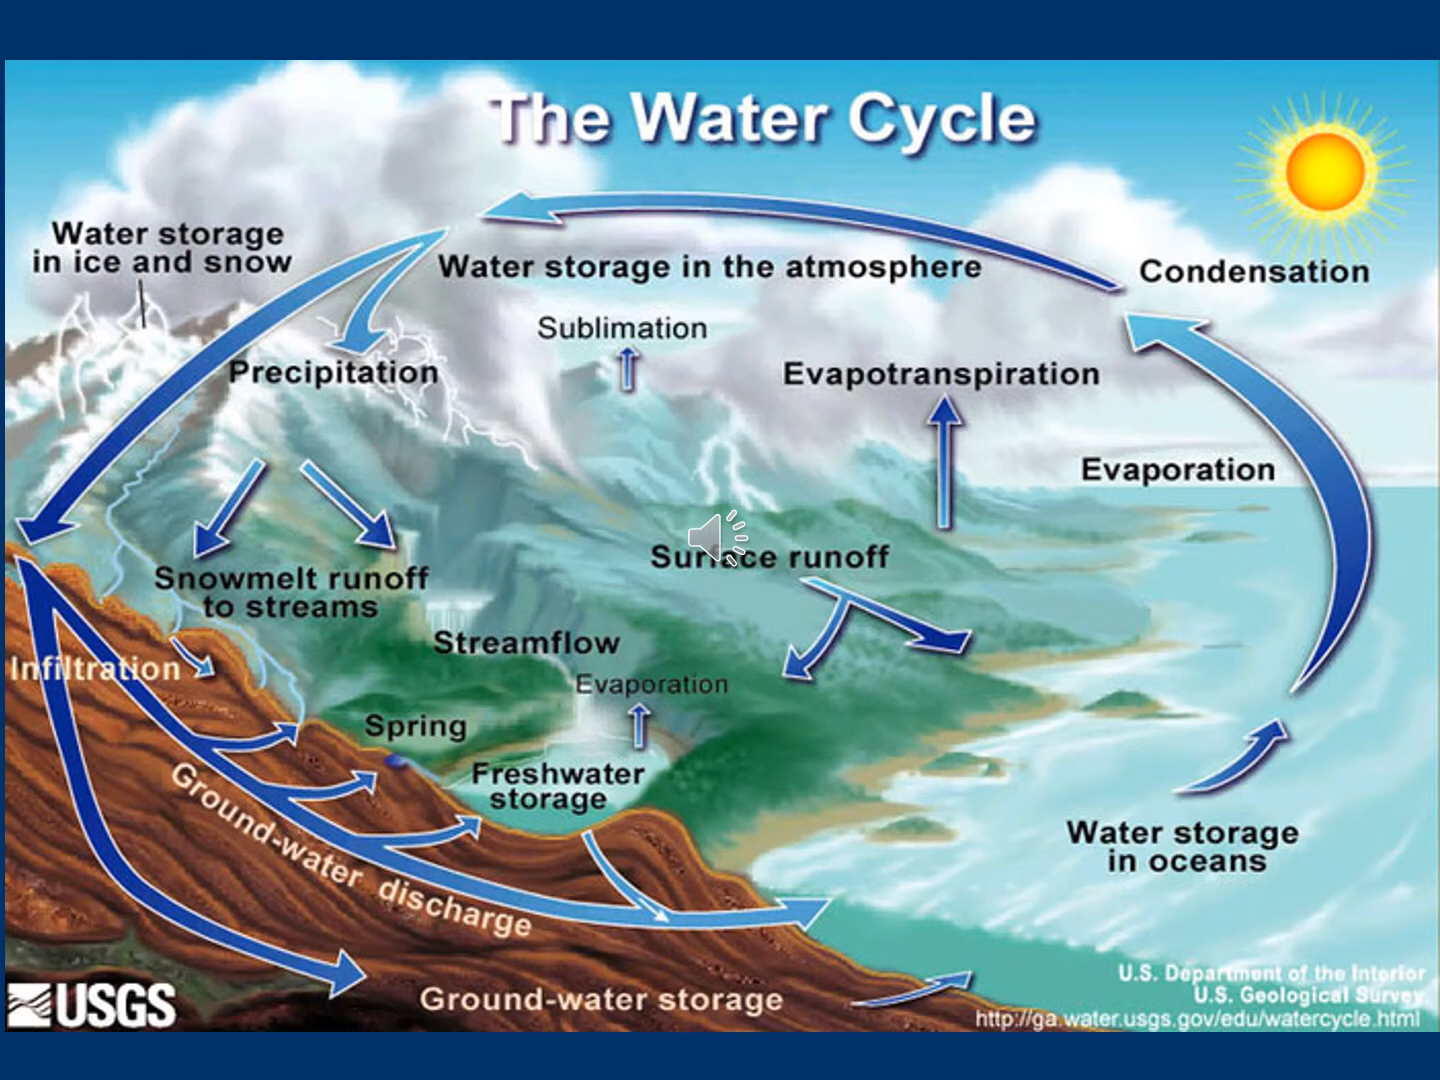 The Water Cycle
Water storage
in ice and snow
Water storage in the atmosphere
Condensation
Sublimation
Precipitation
Evapotranspiration
Evaporation
Surface runoff
Snowmelt runoff
to streams
Streamflow
Infiltration
Evaporation
Spring
Freshwater
storage
Ground-water discharge
Water storage
in oceans
Ground-water storage
USGS
U.S. Department of the Interior
U.S. Geological Survey
http://ga.water.usgs.gov/edu/watercycle.html